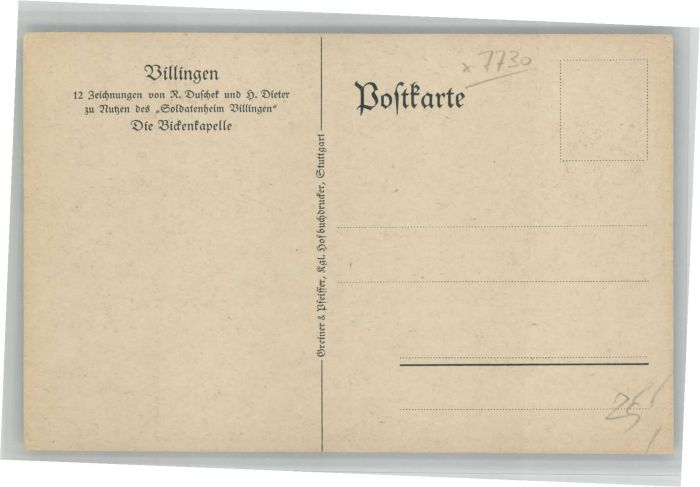 Villingen
12 Zeichnungen von R. Duschek und H. Dieter
zu Nutzen des „Soldatenheim Villingen“
Die Bickenkapelle
Greiner & Pfeiffer, Kgl. Hofbuchdrucker, Stuttgart
x 7730
Postkarte
25